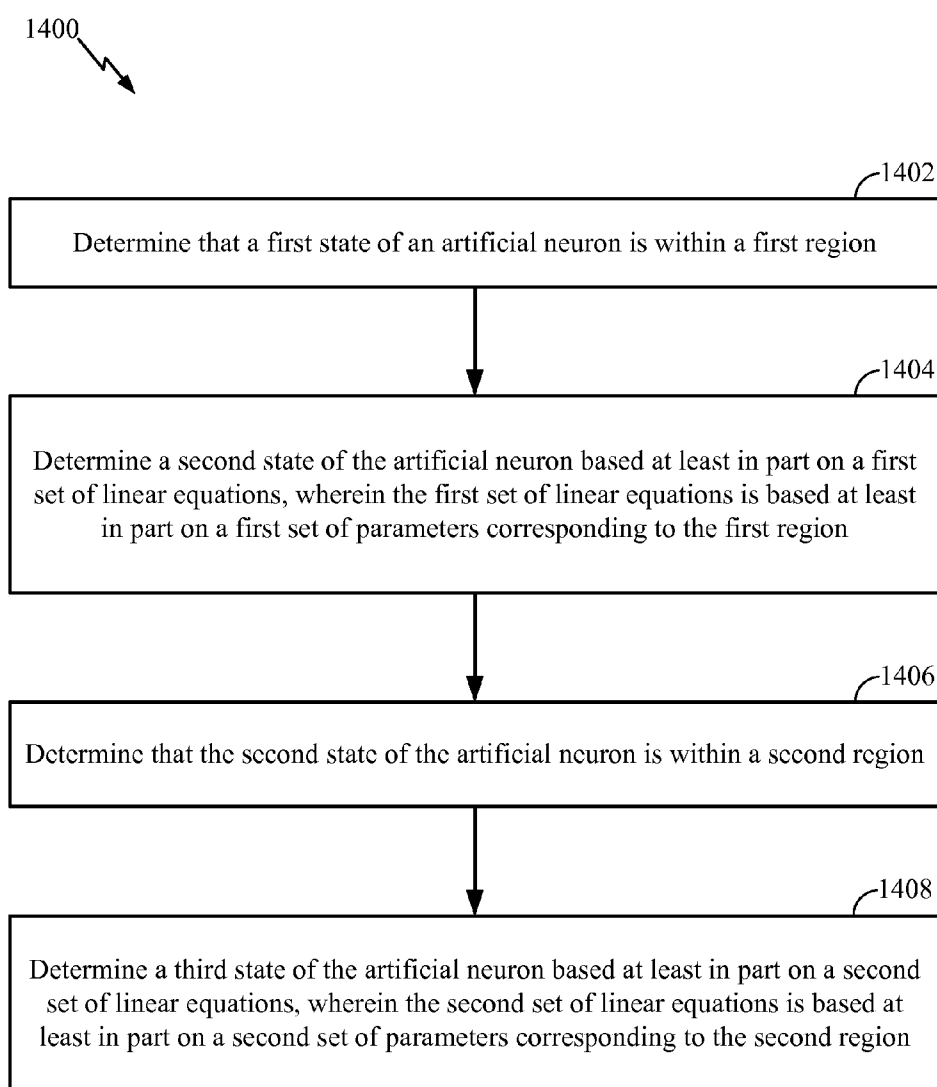 1400
1402
Determine that a first state of an artificial neuron is within a first region
1404
Determine a second state of the artificial neuron based at least in part on a first
set of linear equations, wherein the first set of linear equations is based at least
in part on a first set of parameters corresponding to the first region
1406
Determine that the second state of the artificial neuron is within a second region
1408
Determine a third state of the artificial neuron based at least in part on a second
set of linear equations, wherein the second set of linear equations is based at
least in part on a second set of parameters corresponding to the second region